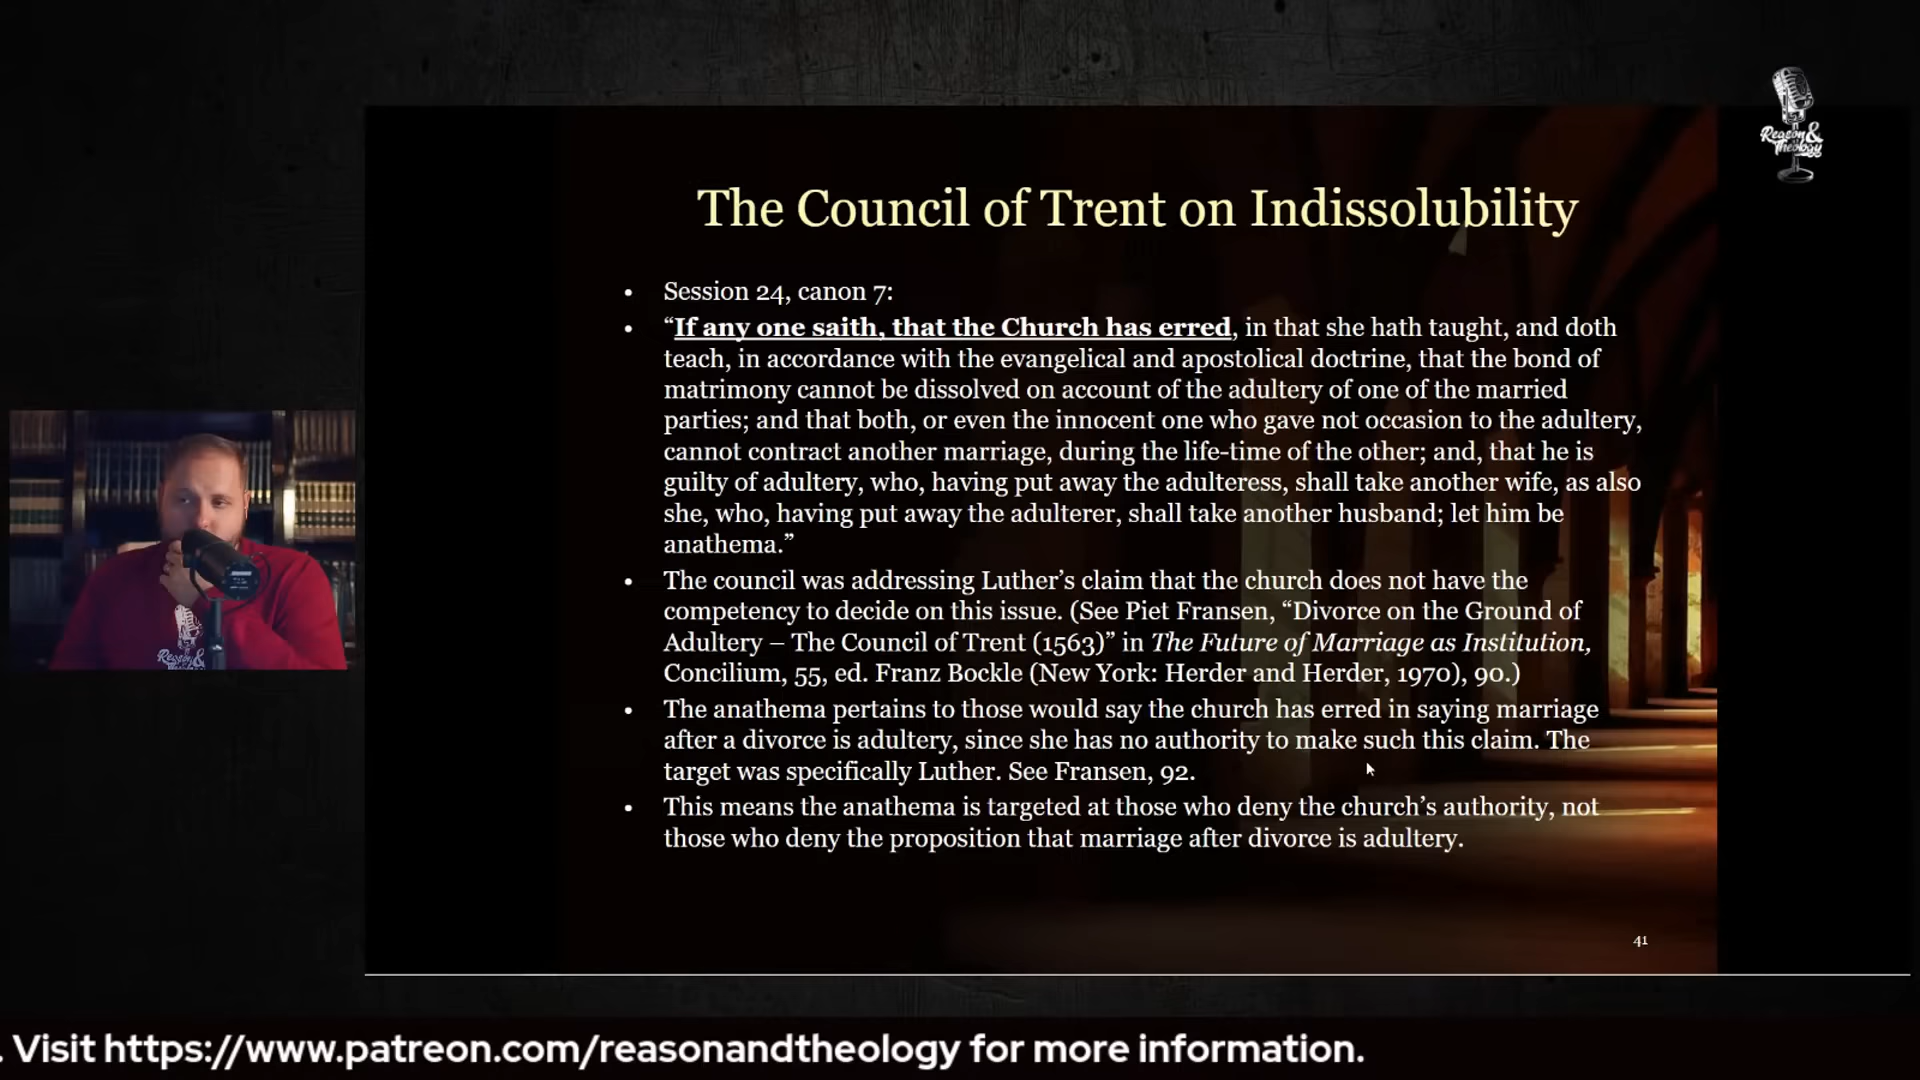 Reason &
Theology
The Council of Trent on Indissolubility
• Session 24, canon 7:
• “If any one saith, that the Church has erred, in that she hath taught, and doth
teach, in accordance with the evangelical and apostolical doctrine, that the bond of
matrimony cannot be dissolved on account of the adultery of one of the married
parties; and that both, or even the innocent one who gave not occasion to the adultery,
cannot contract another marriage, during the life-time of the other; and, that he is
guilty of adultery, who, having put away the adulteress, shall take another wife, as also
she, who, having put away the adulterer, shall take another husband; let him be
anathema.”
• The council was addressing Luther’s claim that the church does not have the
competency to decide on this issue. (See Piet Fransen, “Divorce on the Ground of
Adultery – The Council of Trent (1563)” in The Future of Marriage as Institution,
Concilium, 55, ed. Franz Bockle (New York: Herder and Herder, 1970), 90.)
• The anathema pertains to those would say the church has erred in saying marriage
after a divorce is adultery, since she has no authority to make such this claim. The
target was specifically Luther. See Fransen, 92.
• This means the anathema is targeted at those who deny the church’s authority, not
those who deny the proposition that marriage after divorce is adultery.
41
Reason &
. Visit https://www.patreon.com/reasonandtheology for more information.